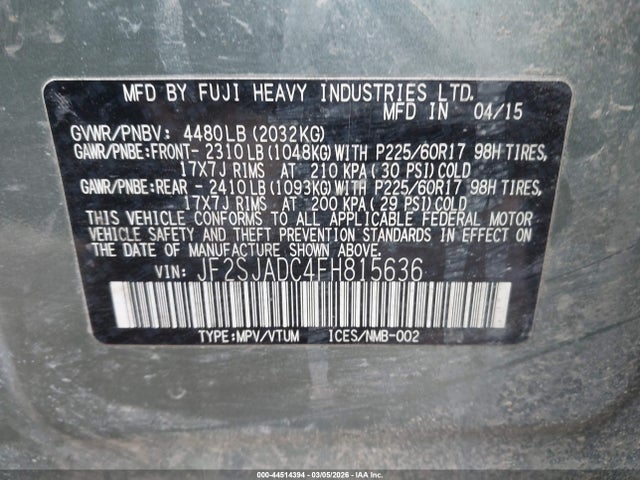 MFD BY FUJI HEAVY INDUSTRIES LTD.
MFD IN 04/15
GVWR/PNBV: 4480LB(2032KG)
GAWR/PNBE:FRONT- 2310LB(1048KG)WITH P225/60R17 98H TIRES,
17X7J RIMS AT 210 KPA( 30 PSI)COLD
GAWR/PNBE:REAR - 2410LB(1093KG)WITH P225/60R17 98H TIRES,
17X7J RIMS AT 200 KPA( 29 PSI)COLD
THIS VEHICLE CONFORMS TO ALL APPLICABLE FEDERAL MOTOR
VEHICLE SAFETY AND THEFT PREVENTION STANDARDS IN EFFECT ON
THE DATE OF MANUFACTURE SHOWN ABOVE.
VIN: JF2SJADC4FH815636
TYPE:MPV/VTUM ICES/NMB-002
000-44514394 - 03/05/2026 - IAA, Inc.